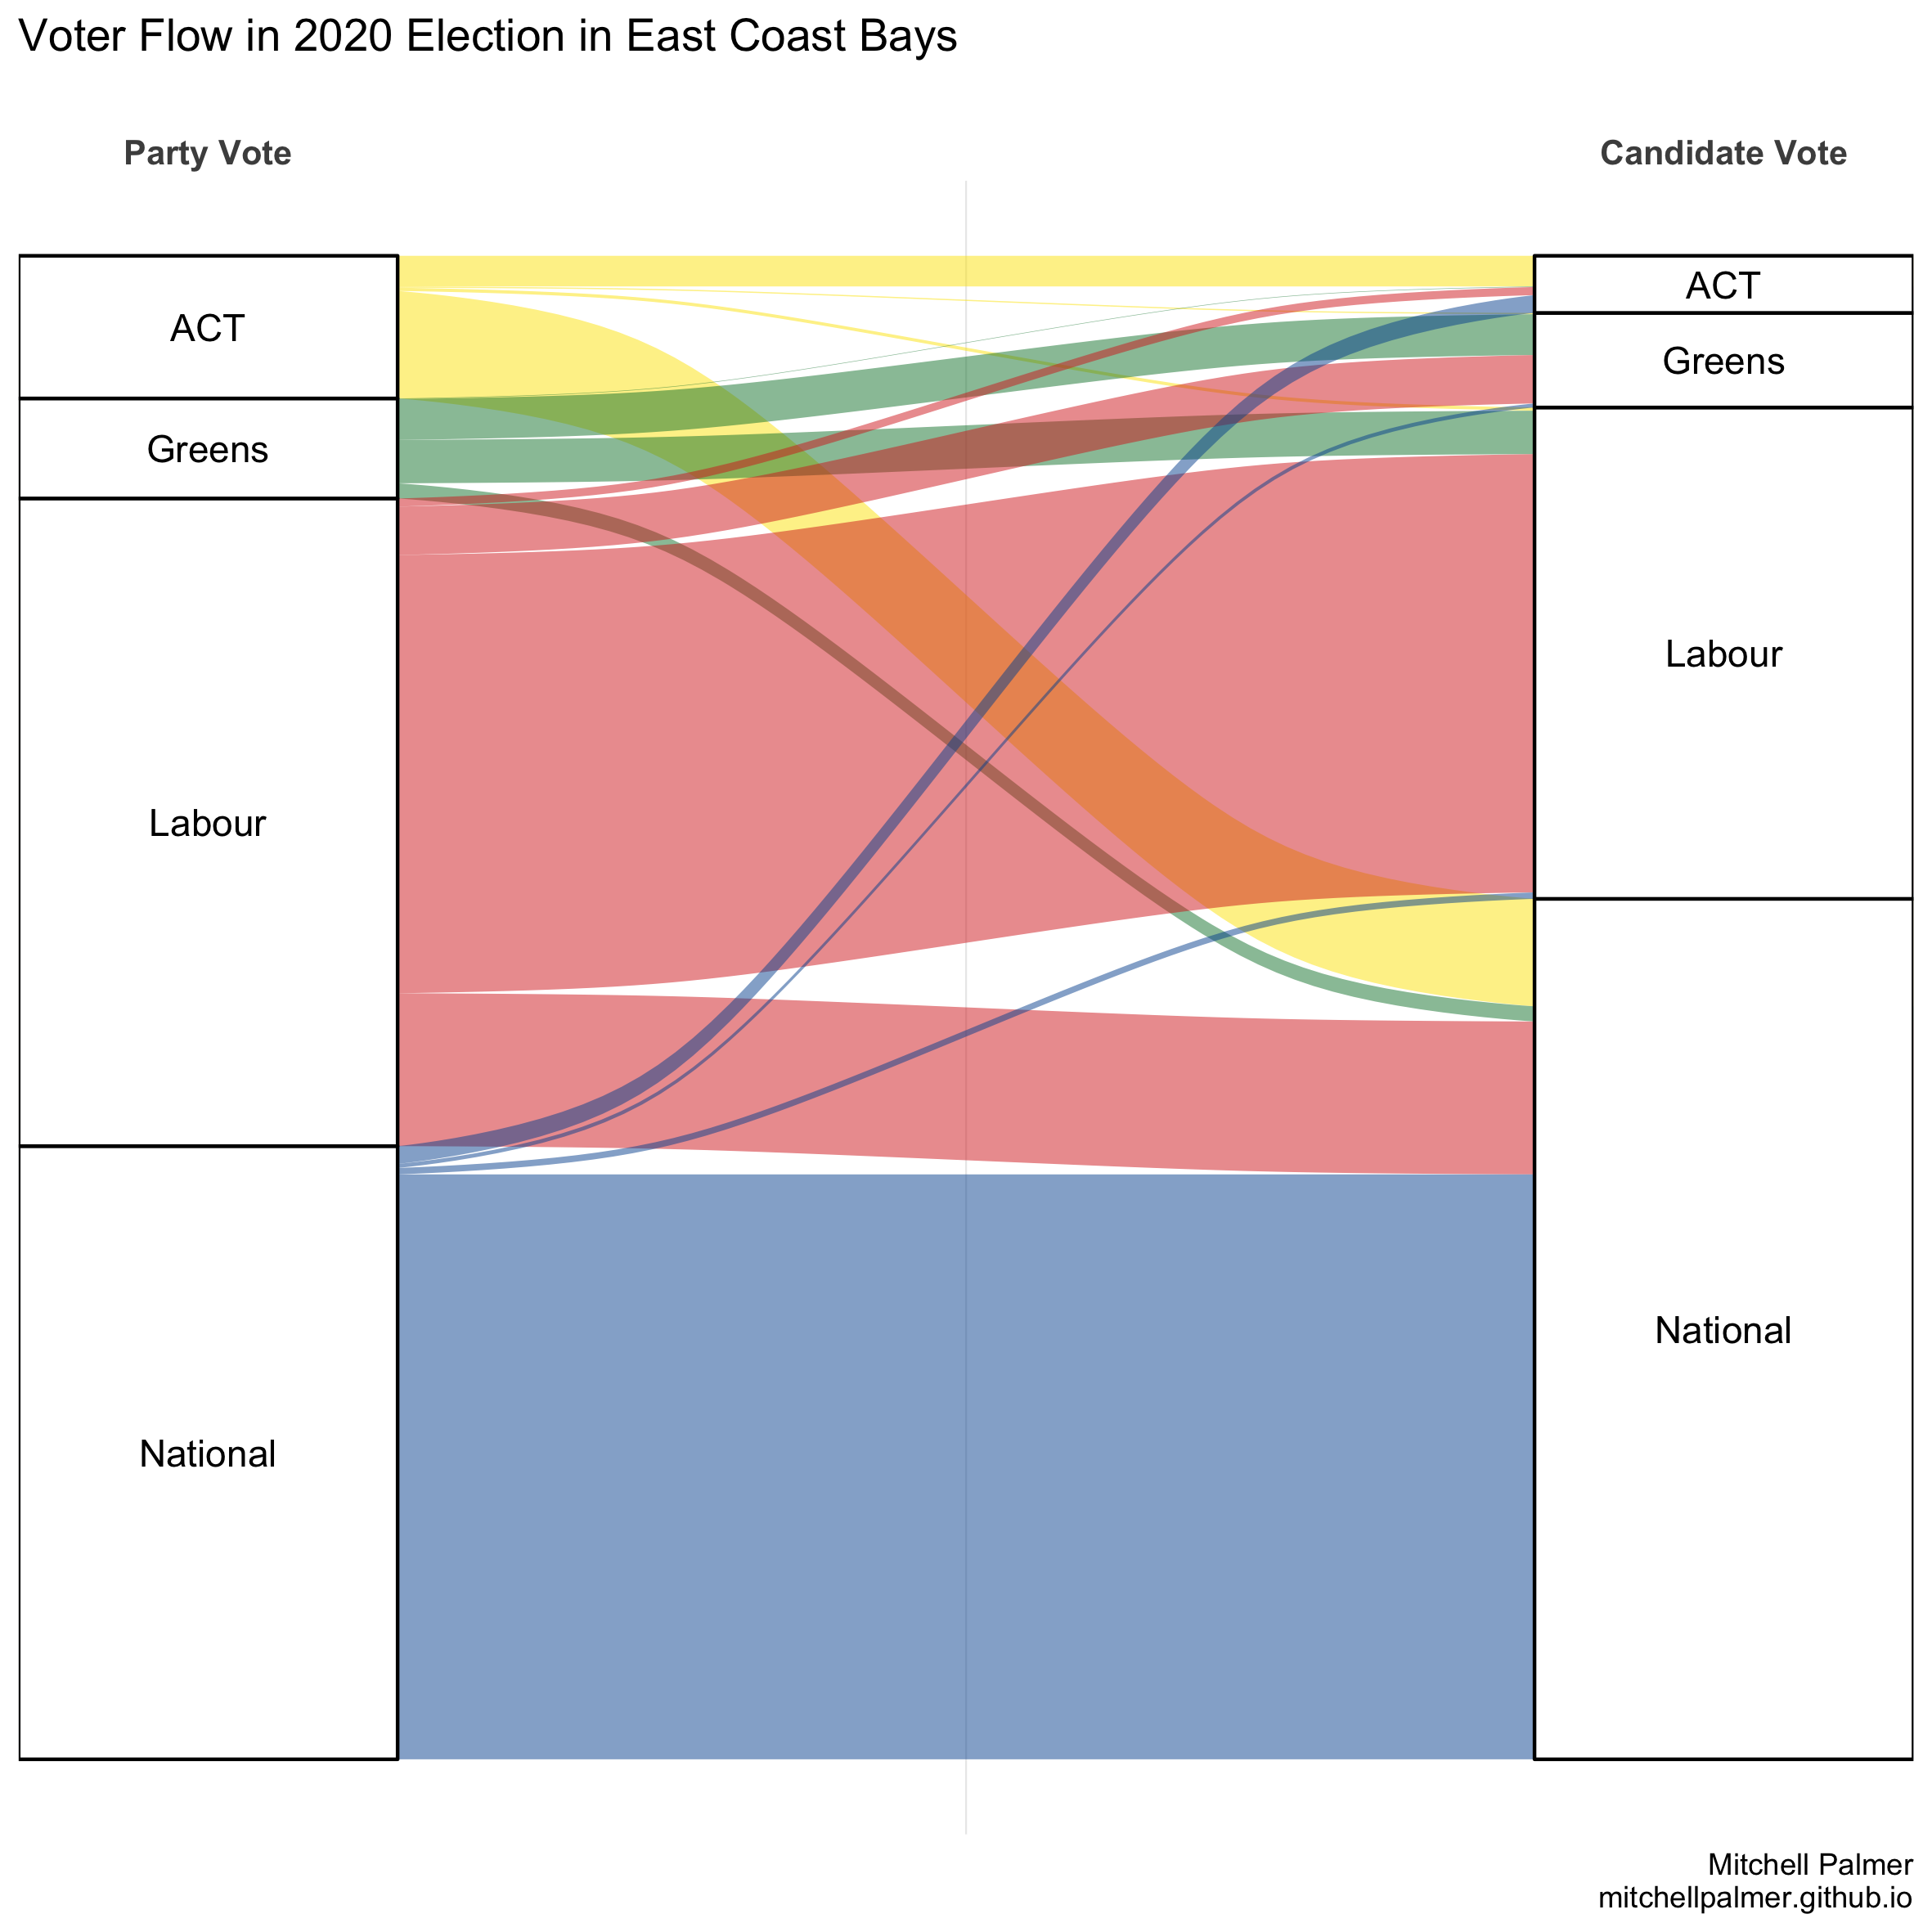 Voter Flow in 2020 Election in East Coast Bays
Party Vote
Candidate Vote
ACT
Greens
Labour
National
ACT
Greens
Labour
National
Mitchell Palmer
mitchellpalmer.github.io